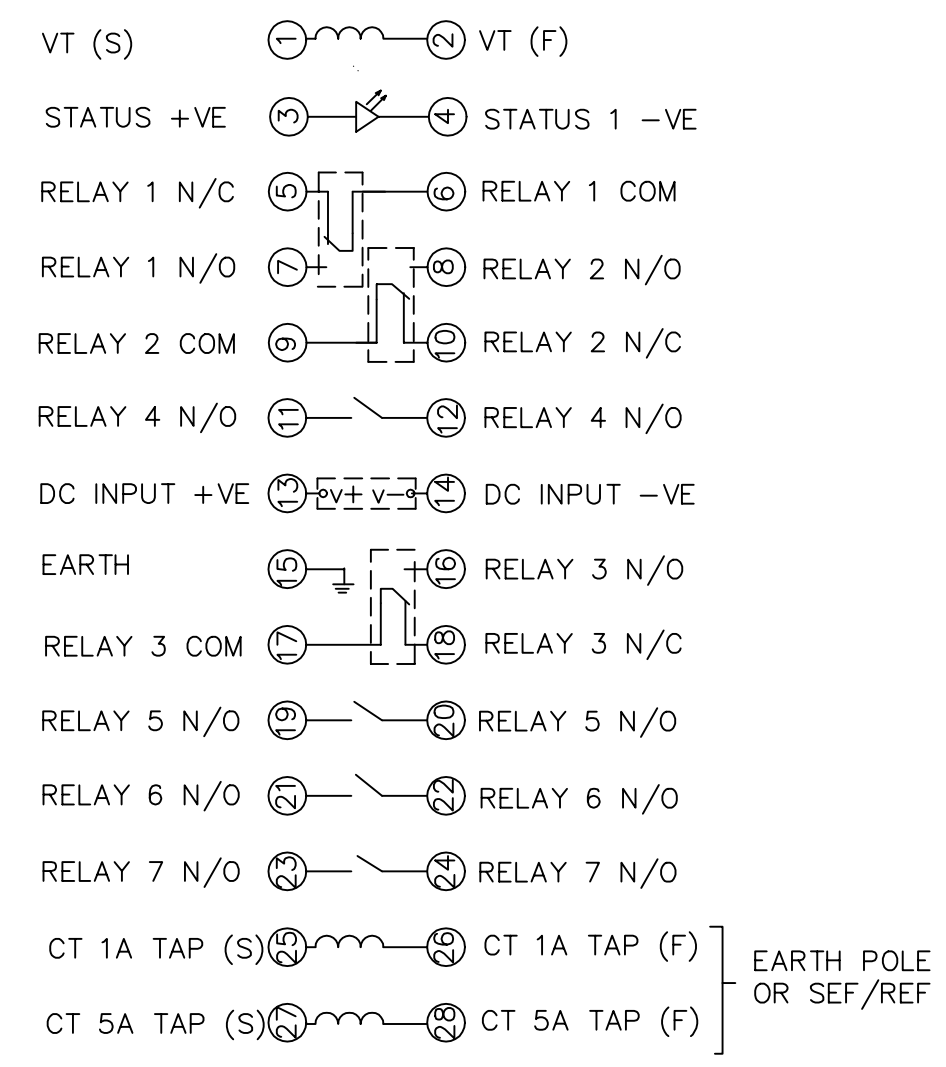 VT (S) 1 2 VT (F)
STATUS +VE 3 4 STATUS 1 −VE
RELAY 1 N/C 5 6 RELAY 1 COM
RELAY 1 N/O 7 8 RELAY 2 N/O
RELAY 2 COM 9 10 RELAY 2 N/C
RELAY 4 N/O 11 12 RELAY 4 N/O
DC INPUT +VE 13 V+ V− 14 DC INPUT −VE
EARTH 15 16 RELAY 3 N/O
RELAY 3 COM 17 18 RELAY 3 N/C
RELAY 5 N/O 19 20 RELAY 5 N/O
RELAY 6 N/O 21 22 RELAY 6 N/O
RELAY 7 N/O 23 24 RELAY 7 N/O
CT 1A TAP (S) 25 26 CT 1A TAP (F)
CT 5A TAP (S) 27 28 CT 5A TAP (F)
EARTH POLE
OR SEF/REF